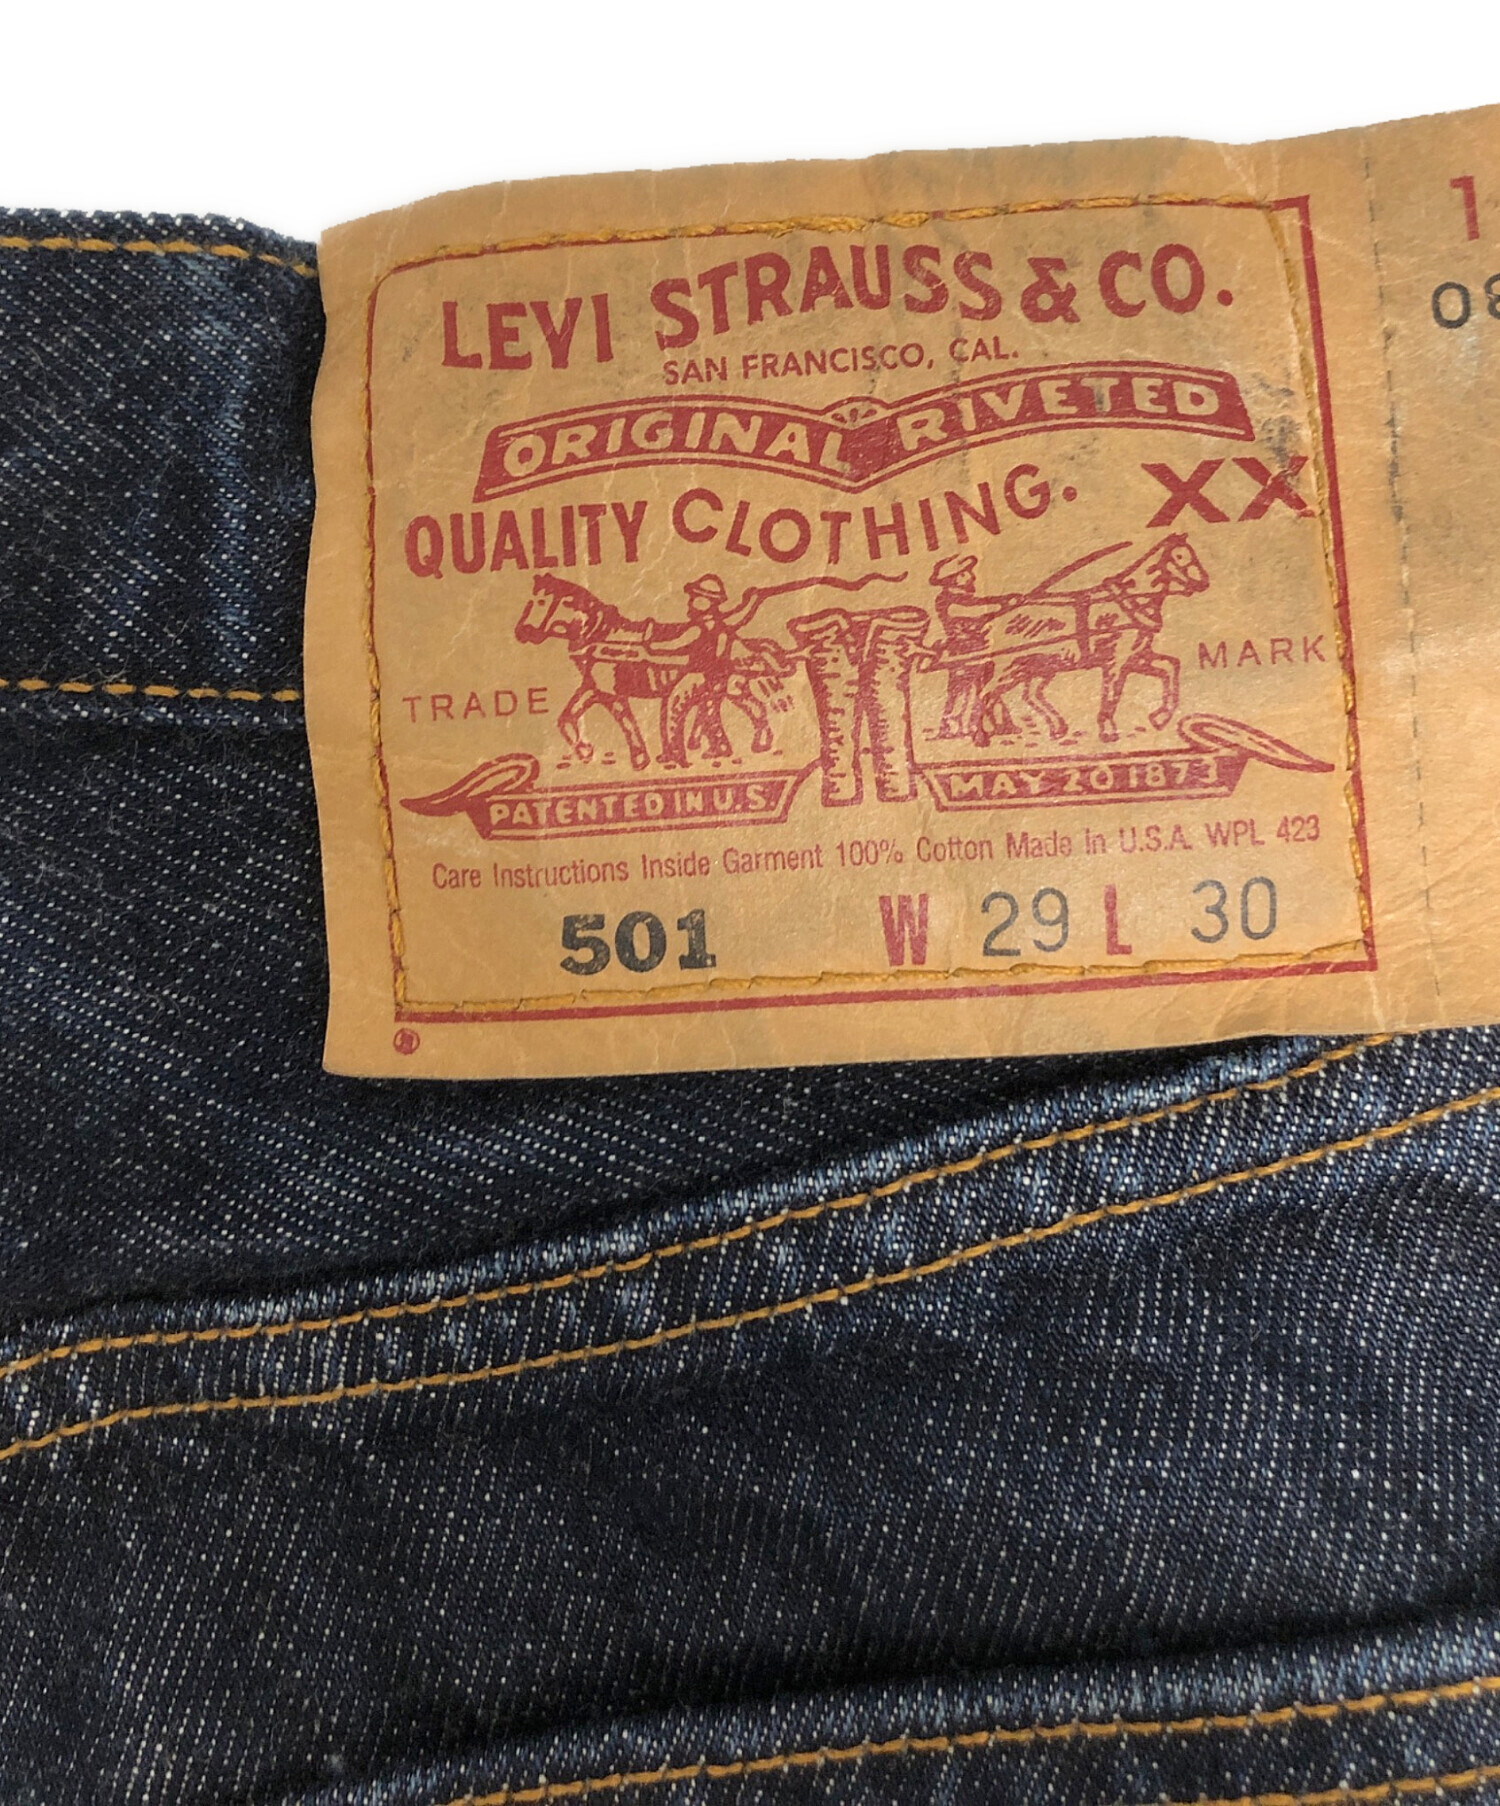 LEVI STRAUSS & CO.
SAN FRANCISCO, CAL.
ORIGINAL RIVETED
QUALITY CLOTHING. XX
TRADE MARK
PATENTED IN U.S. MAY 20 1873
Care Instructions Inside Garment 100% Cotton Made in U.S.A. WPL 423
501 W 29 L 30
®